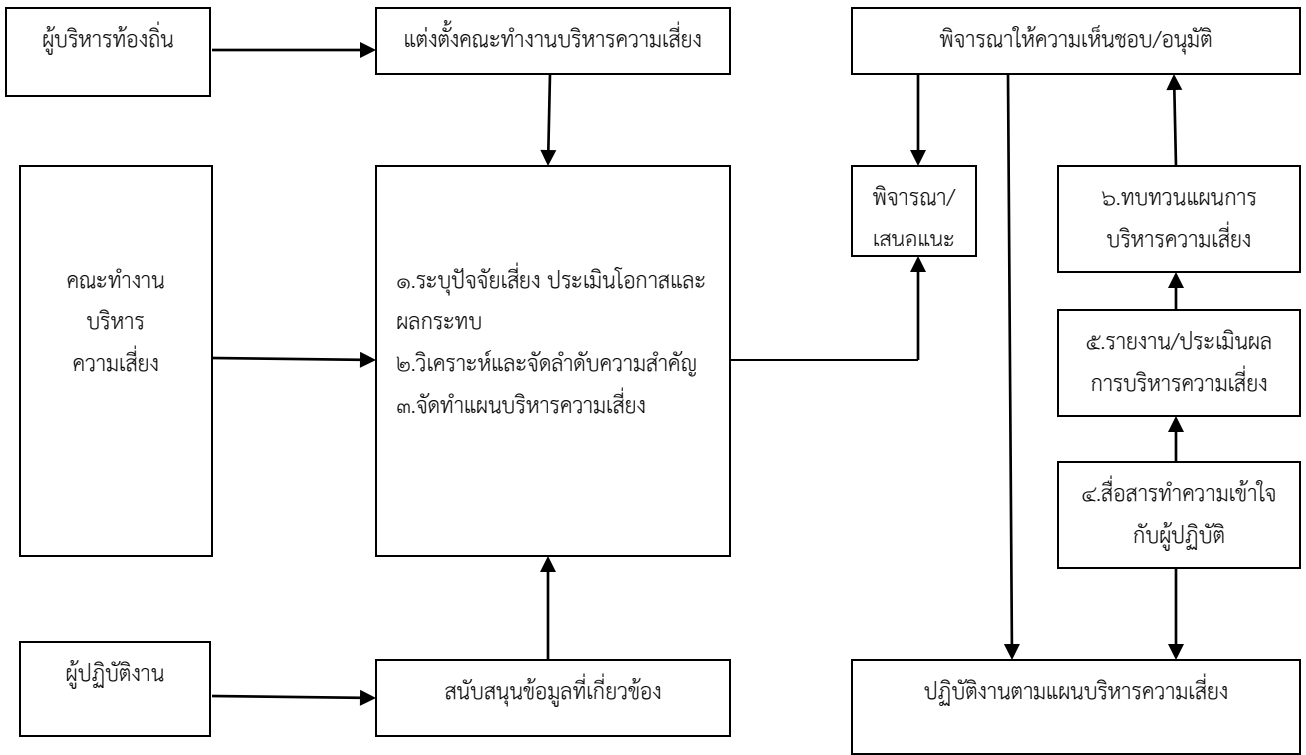 ผู้บริหารท้องถิ่น
แต่งตั้งคณะทำงานบริหารความเสี่ยง
พิจารณาให้ความเห็นชอบ/อนุมัติ
คณะทำงาน
บริหาร
ความเสี่ยง
๑.ระบุปัจจัยเสี่ยง ประเมินโอกาสและ
ผลกระทบ
๒.วิเคราะห์และจัดลำดับความสำคัญ
๓.จัดทำแผนบริหารความเสี่ยง
พิจารณา/
เสนอแนะ
๖.ทบทวนแผนการ
บริหารความเสี่ยง
๕.รายงาน/ประเมินผล
การบริหารความเสี่ยง
๔.สื่อสารทำความเข้าใจ
กับผู้ปฏิบัติ
ผู้ปฏิบัติงาน
สนับสนุนข้อมูลที่เกี่ยวข้อง
ปฏิบัติงานตามแผนบริหารความเสี่ยง